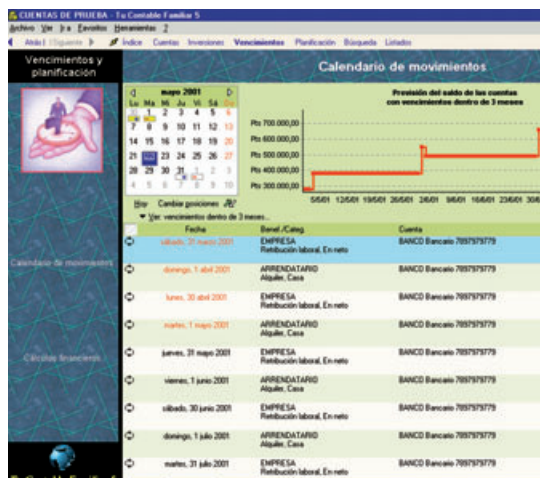 CUENTAS DE PRUEBA - Tu Contable Familiar 5
Archivo Ver Ir a Favoritos Herramientas ?
Atrás | Siguiente Índice Cuentas Inversiones Vencimientos Planificación Búsqueda Listados
Vencimientos y
planificación
Calendario de movimientos
Cálculos financieros
Calendario de movimientos
mayo 2001
Lu Ma Mi Ju Vi Sá Do
1 2 3 4 5 6
7 8 9 10 11 12 13
14 15 16 17 18 19 20
21 22 23 24 25 26 27
28 29 30 31 1 2 3
4 5 6 7 8 9 10
Hoy Cambiar posiciones
Previsión del saldo de las cuentas
con vencimientos dentro de 3 meses
Pts 700.000,00
Pts 600.000,00
Pts 500.000,00
Pts 400.000,00
Pts 300.000,00
5/5/01 12/5/01 19/5/01 26/5/01 2/6/01 9/6/01 16/6/01 23/6/01
Ver: vencimientos dentro de 3 meses...
Fecha Benef./Categ. Cuenta
sábado, 31 marzo 2001 EMPRESA BANCO Bancario 7897979779
Retribución laboral, En neto
domingo, 1 abril 2001 ARRENDATARIO BANCO Bancario 7897979779
Alquiler, Casa
lunes, 30 abril 2001 EMPRESA BANCO Bancario 7897979779
Retribución laboral, En neto
martes, 1 mayo 2001 ARRENDATARIO BANCO Bancario 7897979779
Alquiler, Casa
jueves, 31 mayo 2001 EMPRESA BANCO Bancario 7897979779
Retribución laboral, En neto
viernes, 1 junio 2001 ARRENDATARIO BANCO Bancario 7897979779
Alquiler, Casa
sábado, 30 junio 2001 EMPRESA BANCO Bancario 7897979779
Retribución laboral, En neto
domingo, 1 julio 2001 ARRENDATARIO BANCO Bancario 7897979779
Alquiler, Casa
martes, 31 julio 2001 EMPRESA BANCO Bancario 7897979779
Retribución laboral, En neto